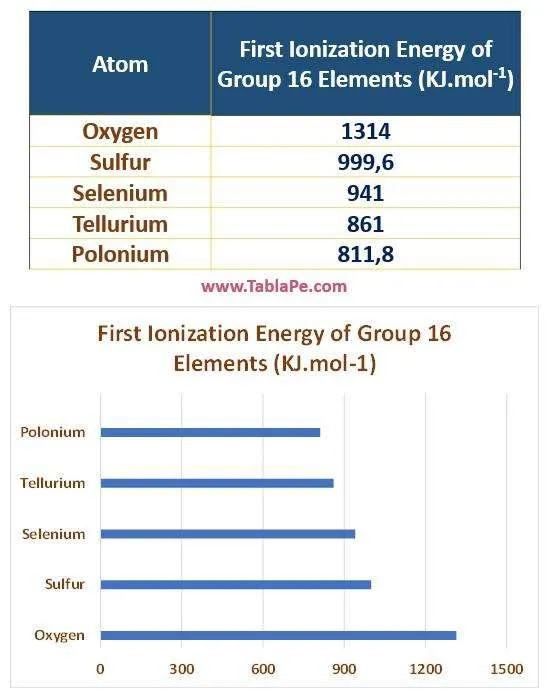 Atom
First Ionization Energy of
Group 16 Elements (KJ.mol⁻¹)
Oxygen 1314
Sulfur 999,6
Selenium 941
Tellurium 861
Polonium 811,8
www.TablaPe.com
First Ionization Energy of Group 16
Elements (KJ.mol-1)
Polonium
Tellurium
Selenium
Sulfur
Oxygen
0 300 600 900 1200 1500